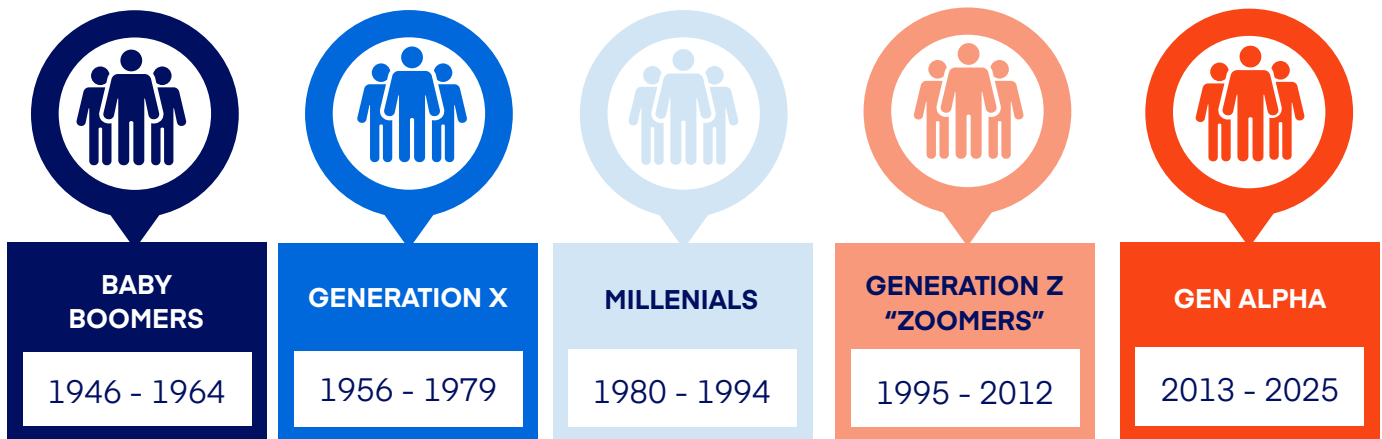 BABY
BOOMERS
1946 - 1964
GENERATION X
1956 - 1979
MILLENIALS
1980 - 1994
GENERATION Z
“ZOOMERS”
1995 - 2012
GEN ALPHA
2013 - 2025